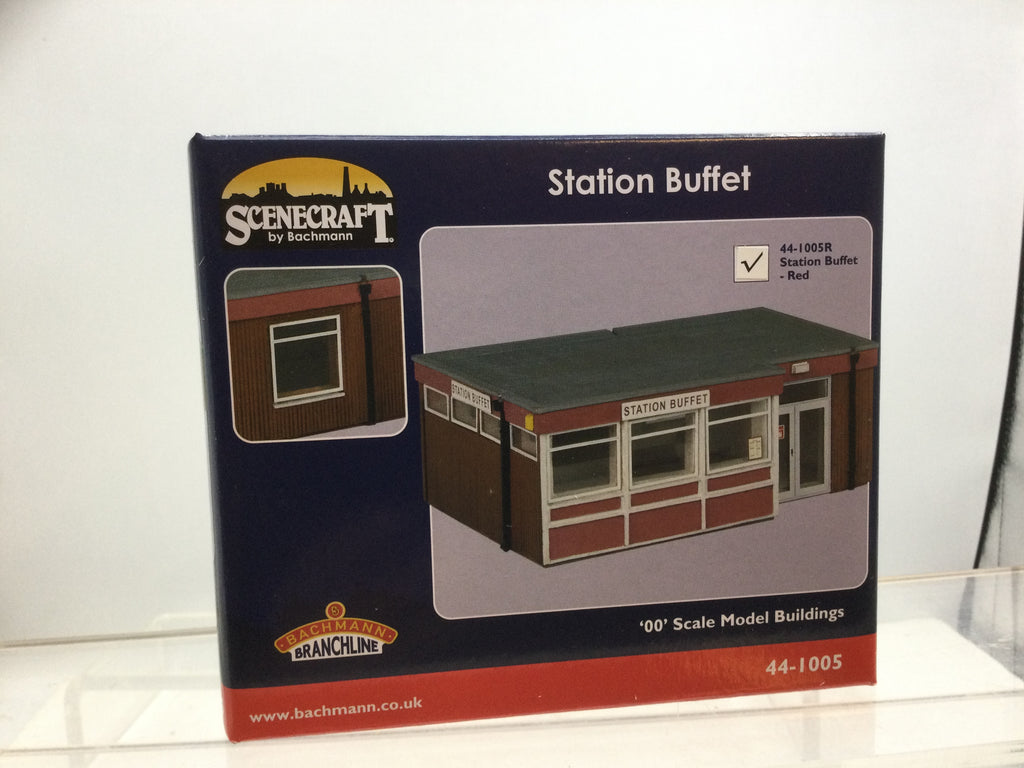 Station Buffet
SCENECRAFT
by Bachmann
44-1005R
Station Buffet
- Red
STATION BUFFET
STATION BUFFET
BACHMANN
BRANCHLINE
'00' Scale Model Buildings
44-1005
www.bachmann.co.uk